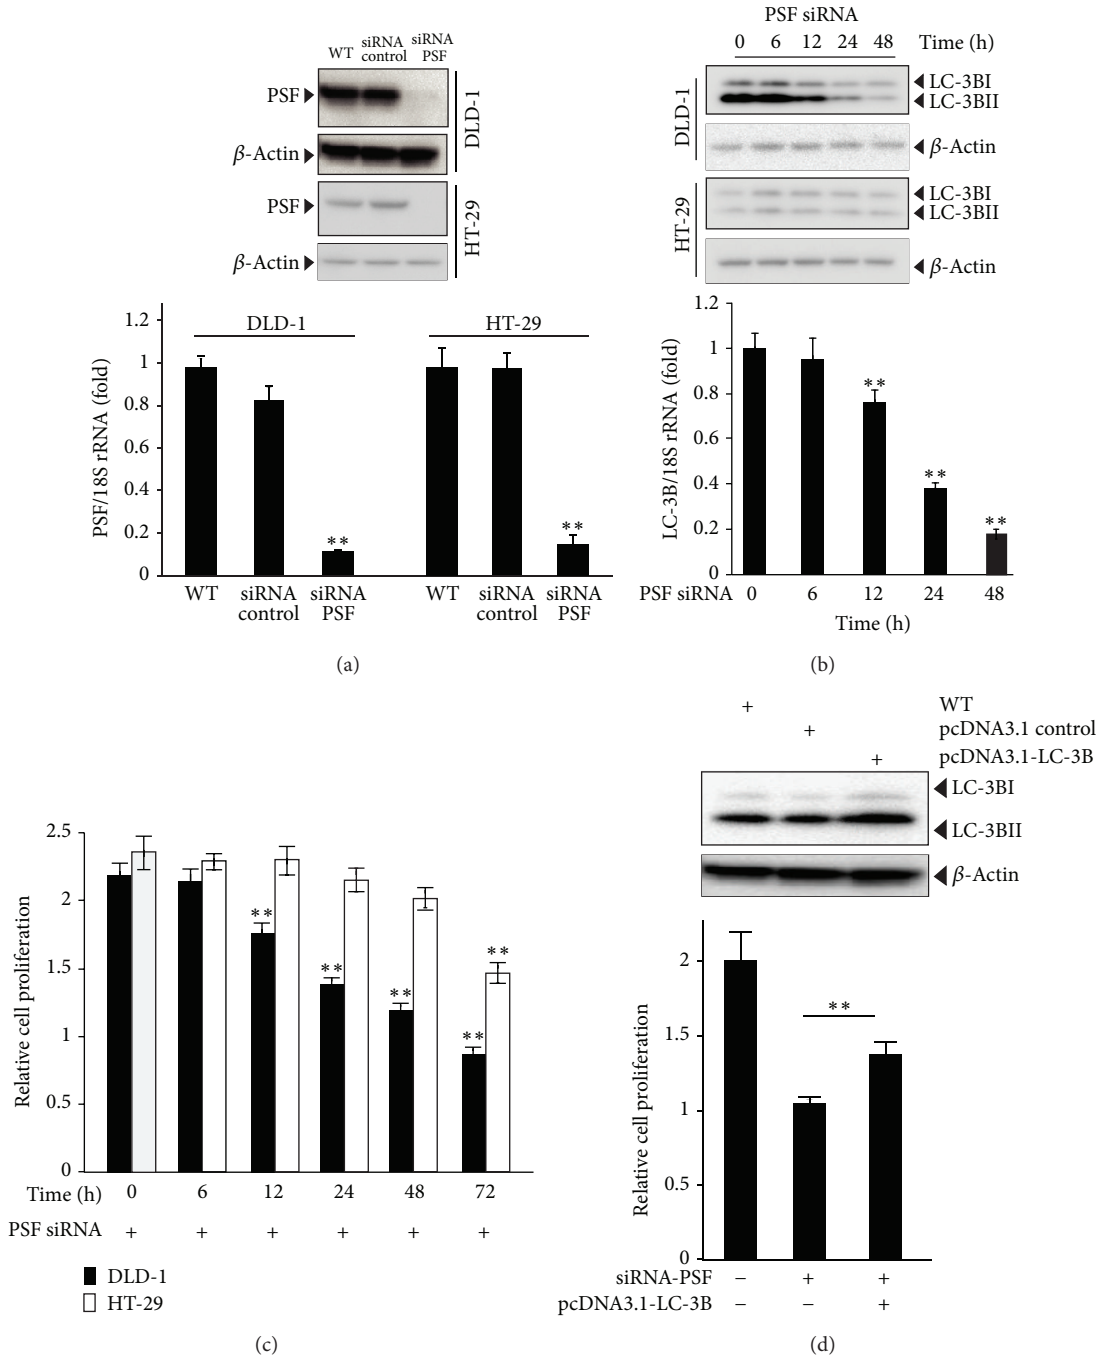 WT
siRNA control
siRNA PSF
PSF
β-Actin
DLD-1
PSF
β-Actin
HT-29
PSF/18S rRNA (fold)
1.2
1
0.8
0.6
0.4
0.2
0
DLD-1
HT-29
**
**
WT
siRNA control
siRNA PSF
WT
siRNA control
siRNA PSF
(a)
PSF siRNA
0 6 12 24 48 Time (h)
DLD-1
LC-3BI
LC-3BII
β-Actin
HT-29
LC-3BI
LC-3BII
β-Actin
LC-3B/18S rRNA (fold)
1.2
1
0.8
0.6
0.4
0.2
0
**
**
**
PSF siRNA 0 6 12 24 48
Time (h)
(b)
Relative cell proliferation
2.5
2
1.5
1
0.5
0
**
**
**
**
**
Time (h) 0 6 12 24 48 72
PSF siRNA + + + + + +
DLD-1
HT-29
(c)
+ WT
+ pcDNA3.1 control
+ pcDNA3.1-LC-3B
LC-3BI
LC-3BII
β-Actin
Relative cell proliferation
2
1.5
1
0.5
0
**
siRNA-PSF − + +
pcDNA3.1-LC-3B − − +
(d)